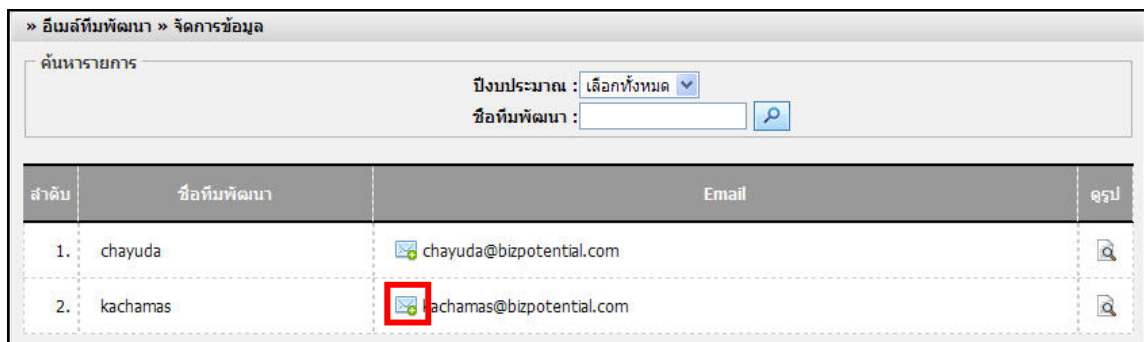 » อีเมล์ทีมพัฒนา » จัดการข้อมูล
ค้นหารายการ
ปีงบประมาณ : เลือกทั้งหมด
ชื่อทีมพัฒนา :
ลำดับ ชื่อทีมพัฒนา Email ดูรูป
1. chayuda chayuda@bizpotential.com
2. kachamas kachamas@bizpotential.com